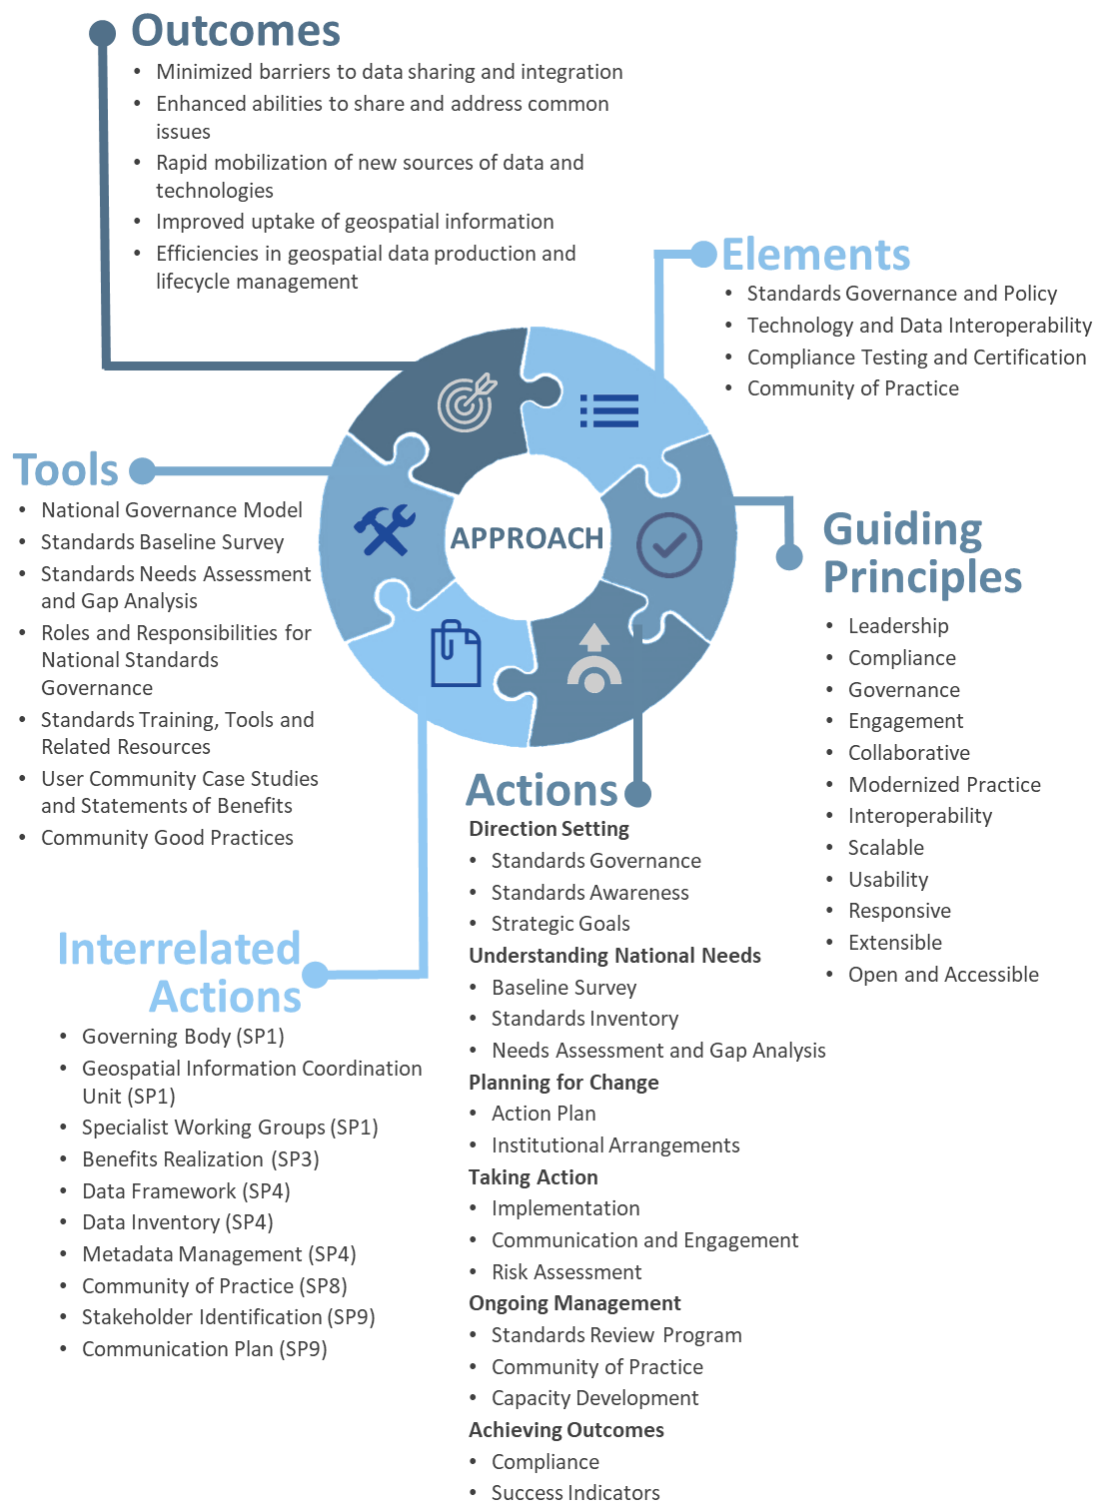 Outcomes
• Minimized barriers to data sharing and integration
• Enhanced abilities to share and address common
issues
• Rapid mobilization of new sources of data and
technologies
• Improved uptake of geospatial information
• Efficiencies in geospatial data production and
lifecycle management
Elements
• Standards Governance and Policy
• Technology and Data Interoperability
• Compliance Testing and Certification
• Community of Practice
APPROACH
Guiding
Principles
• Leadership
• Compliance
• Governance
• Engagement
• Collaborative
• Modernized Practice
• Interoperability
• Scalable
• Usability
• Responsive
• Extensible
• Open and Accessible
Tools
• National Governance Model
• Standards Baseline Survey
• Standards Needs Assessment
and Gap Analysis
• Roles and Responsibilities for
National Standards
Governance
• Standards Training, Tools and
Related Resources
• User Community Case Studies
and Statements of Benefits
• Community Good Practices
Actions
Direction Setting
• Standards Governance
• Standards Awareness
• Strategic Goals
Understanding National Needs
• Baseline Survey
• Standards Inventory
• Needs Assessment and Gap Analysis
Planning for Change
• Action Plan
• Institutional Arrangements
Taking Action
• Implementation
• Communication and Engagement
• Risk Assessment
Ongoing Management
• Standards Review Program
• Community of Practice
• Capacity Development
Achieving Outcomes
• Compliance
• Success Indicators
Interrelated
Actions
• Governing Body (SP1)
• Geospatial Information Coordination
Unit (SP1)
• Specialist Working Groups (SP1)
• Benefits Realization (SP3)
• Data Framework (SP4)
• Data Inventory (SP4)
• Metadata Management (SP4)
• Community of Practice (SP8)
• Stakeholder Identification (SP9)
• Communication Plan (SP9)